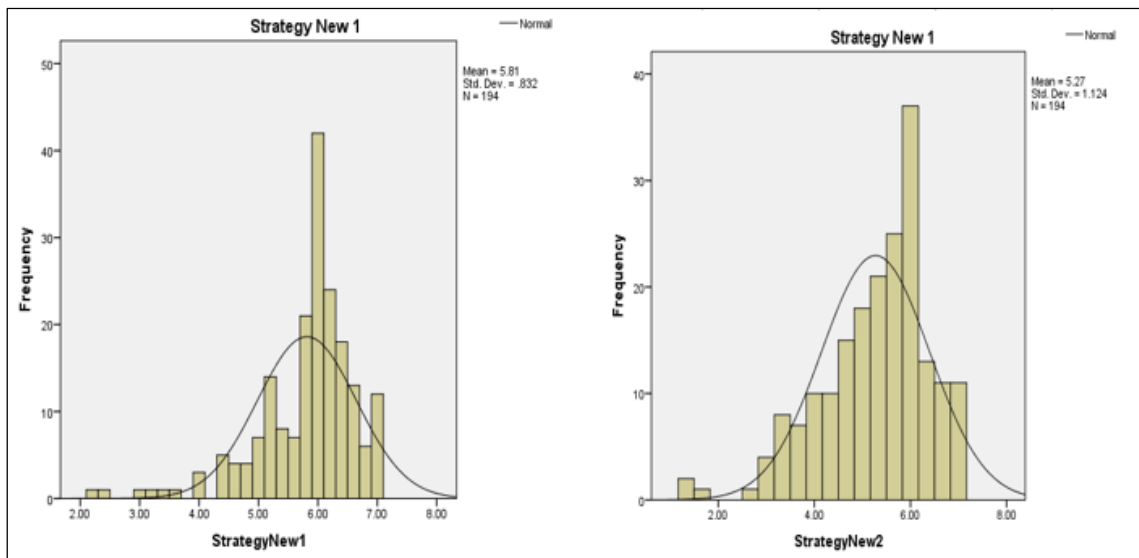 Strategy New 1
Normal
Mean = 5.81
Std. Dev. = .832
N = 194
50
40
30
20
10
0
Frequency
2.00 3.00 4.00 5.00 6.00 7.00 8.00
StrategyNew1
Strategy New 1
Normal
Mean = 5.27
Std. Dev. = 1.124
N = 194
40
30
20
10
0
Frequency
2.00 4.00 6.00 8.00
StrategyNew2